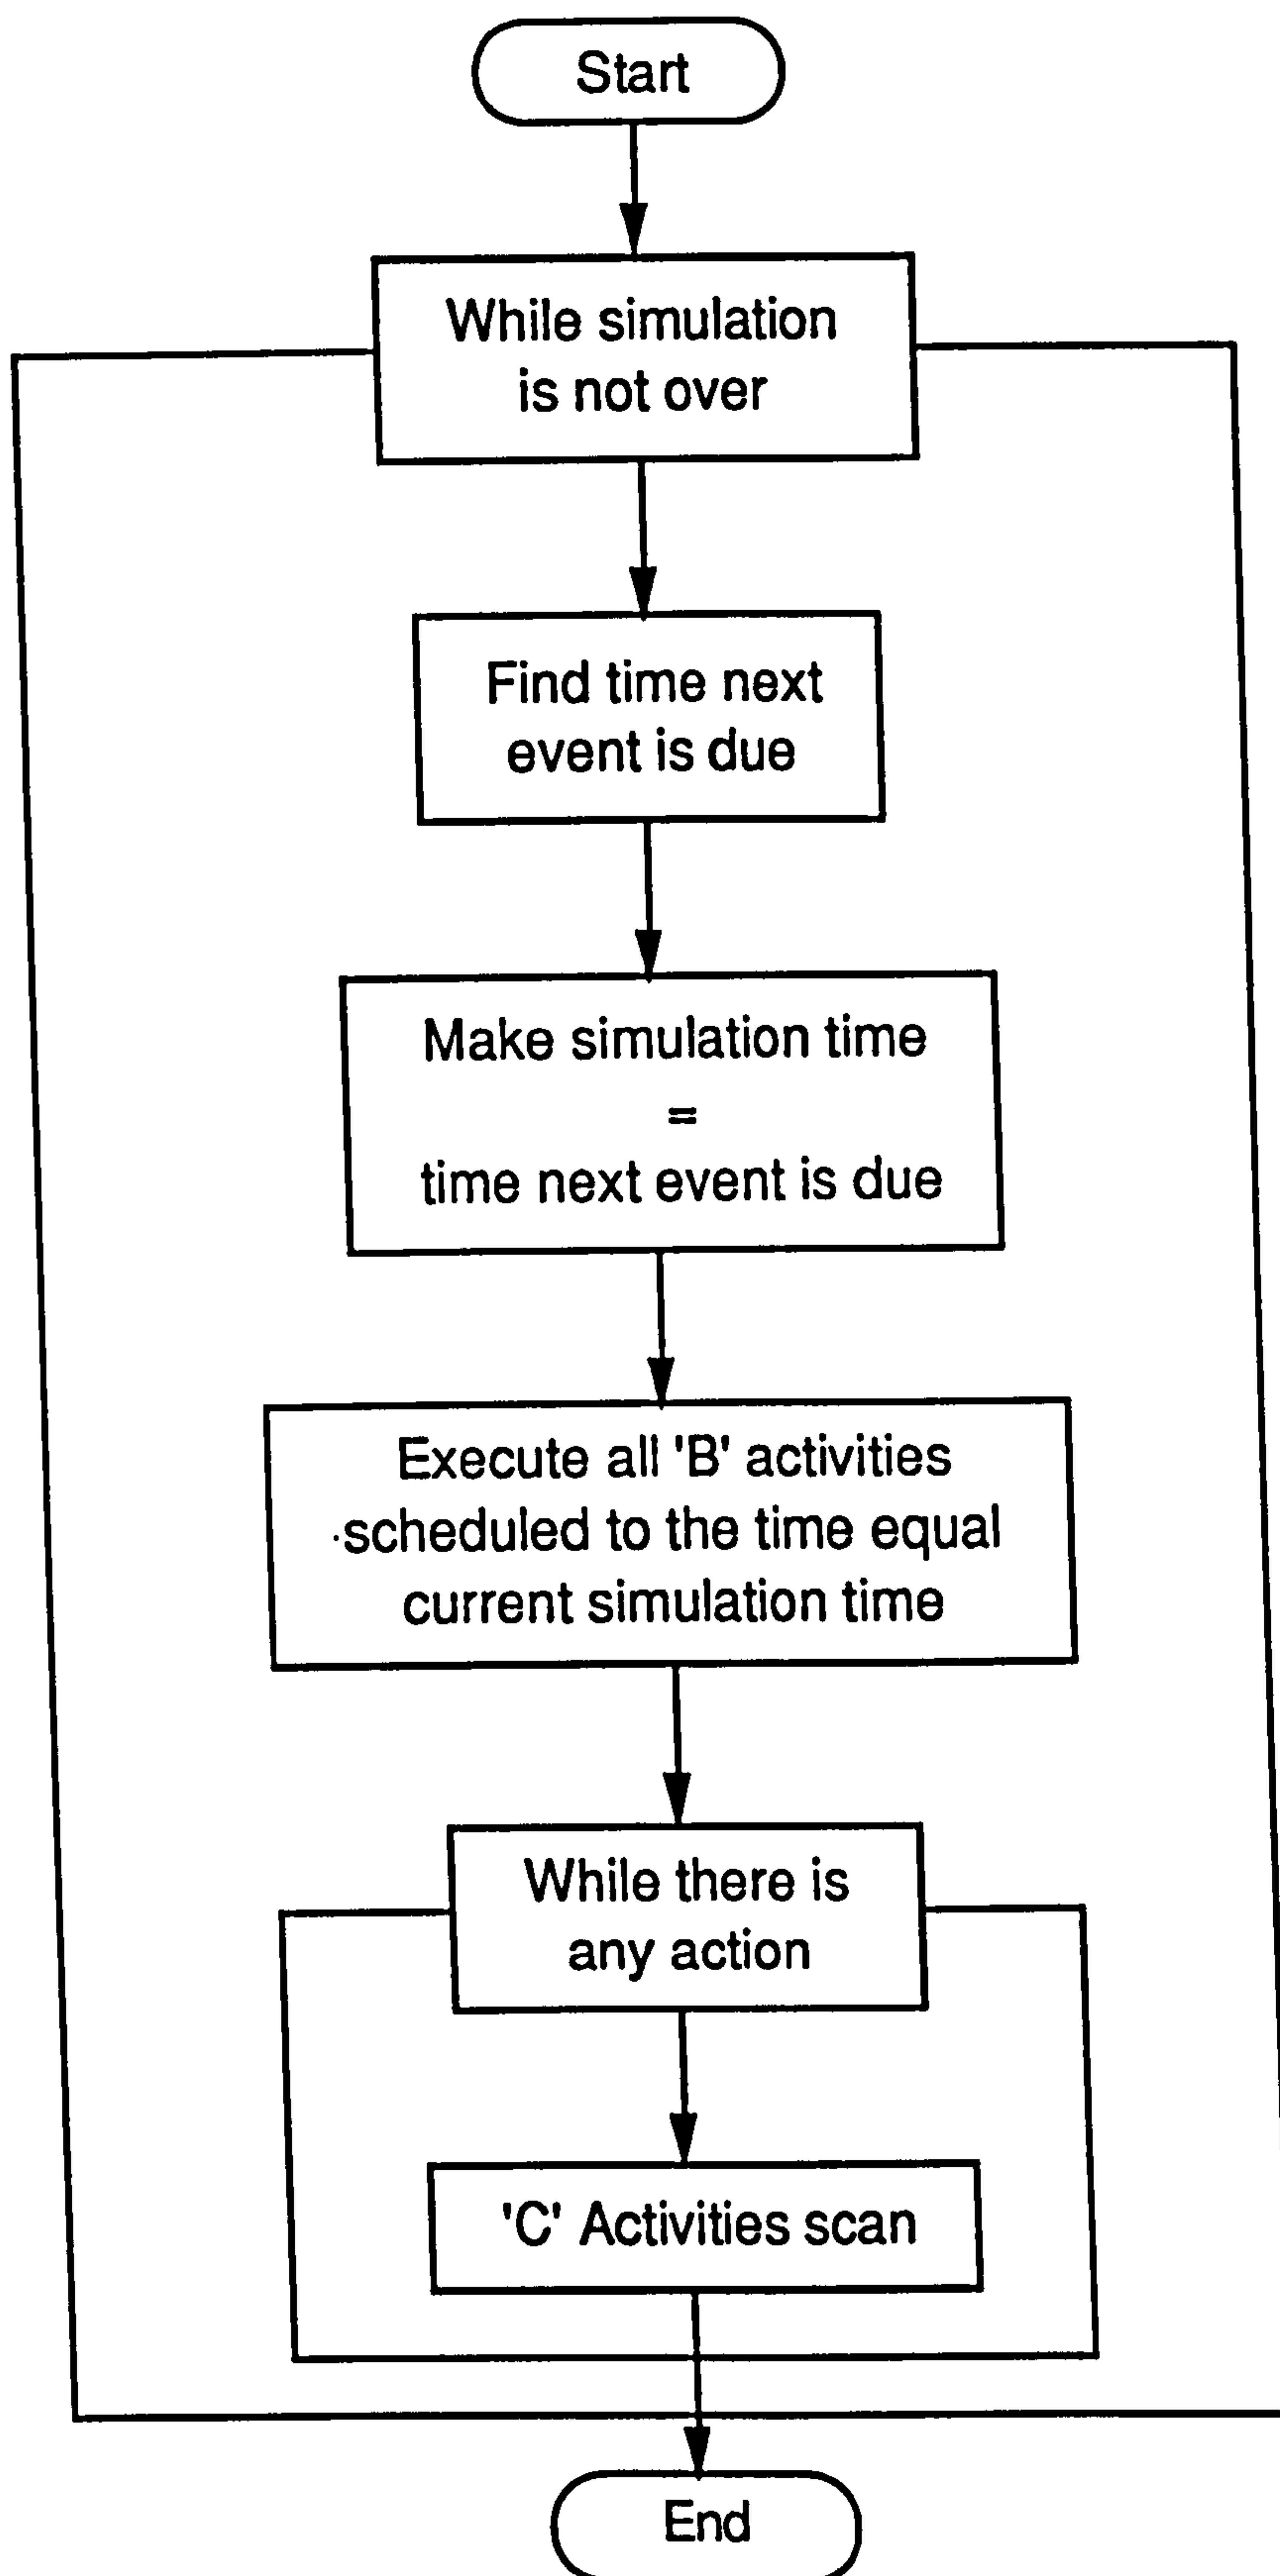 Start
While simulation
is not over
Find time next
event is due
Make simulation time
=
time next event is due
Execute all 'B' activities
scheduled to the time equal
current simulation time
While there is
any action
'C' Activities scan
End